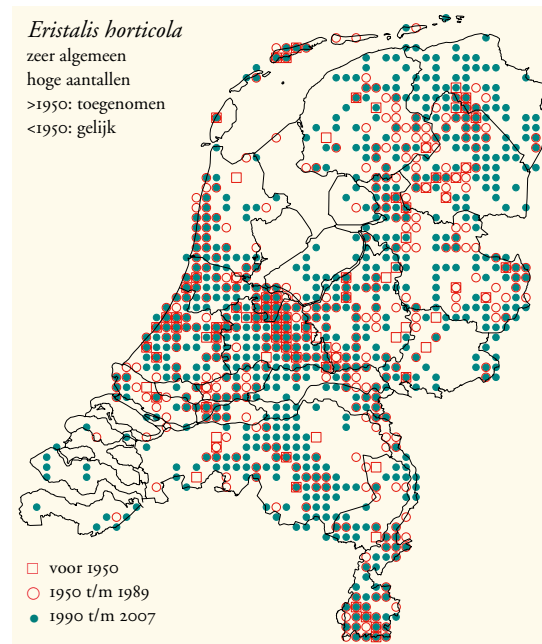 Eristalis horticola
zeer algemeen
hoge aantallen
>1950: toegenomen
<1950: gelijk
voor 1950
1950 t/m 1989
1990 t/m 2007